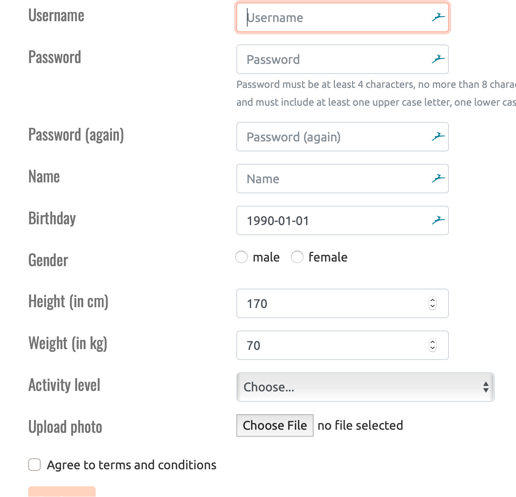 Username Username
Password Password
Password must be at least 4 characters, no more than 8
and must include at least one upper case letter, one lower
Password (again) Password (again)
Name Name
Birthday 1990-01-01
Gender male female
Height (in cm) 170
Weight (in kg) 70
Activity level Choose...
Upload photo Choose File no file selected
Agree to terms and conditions